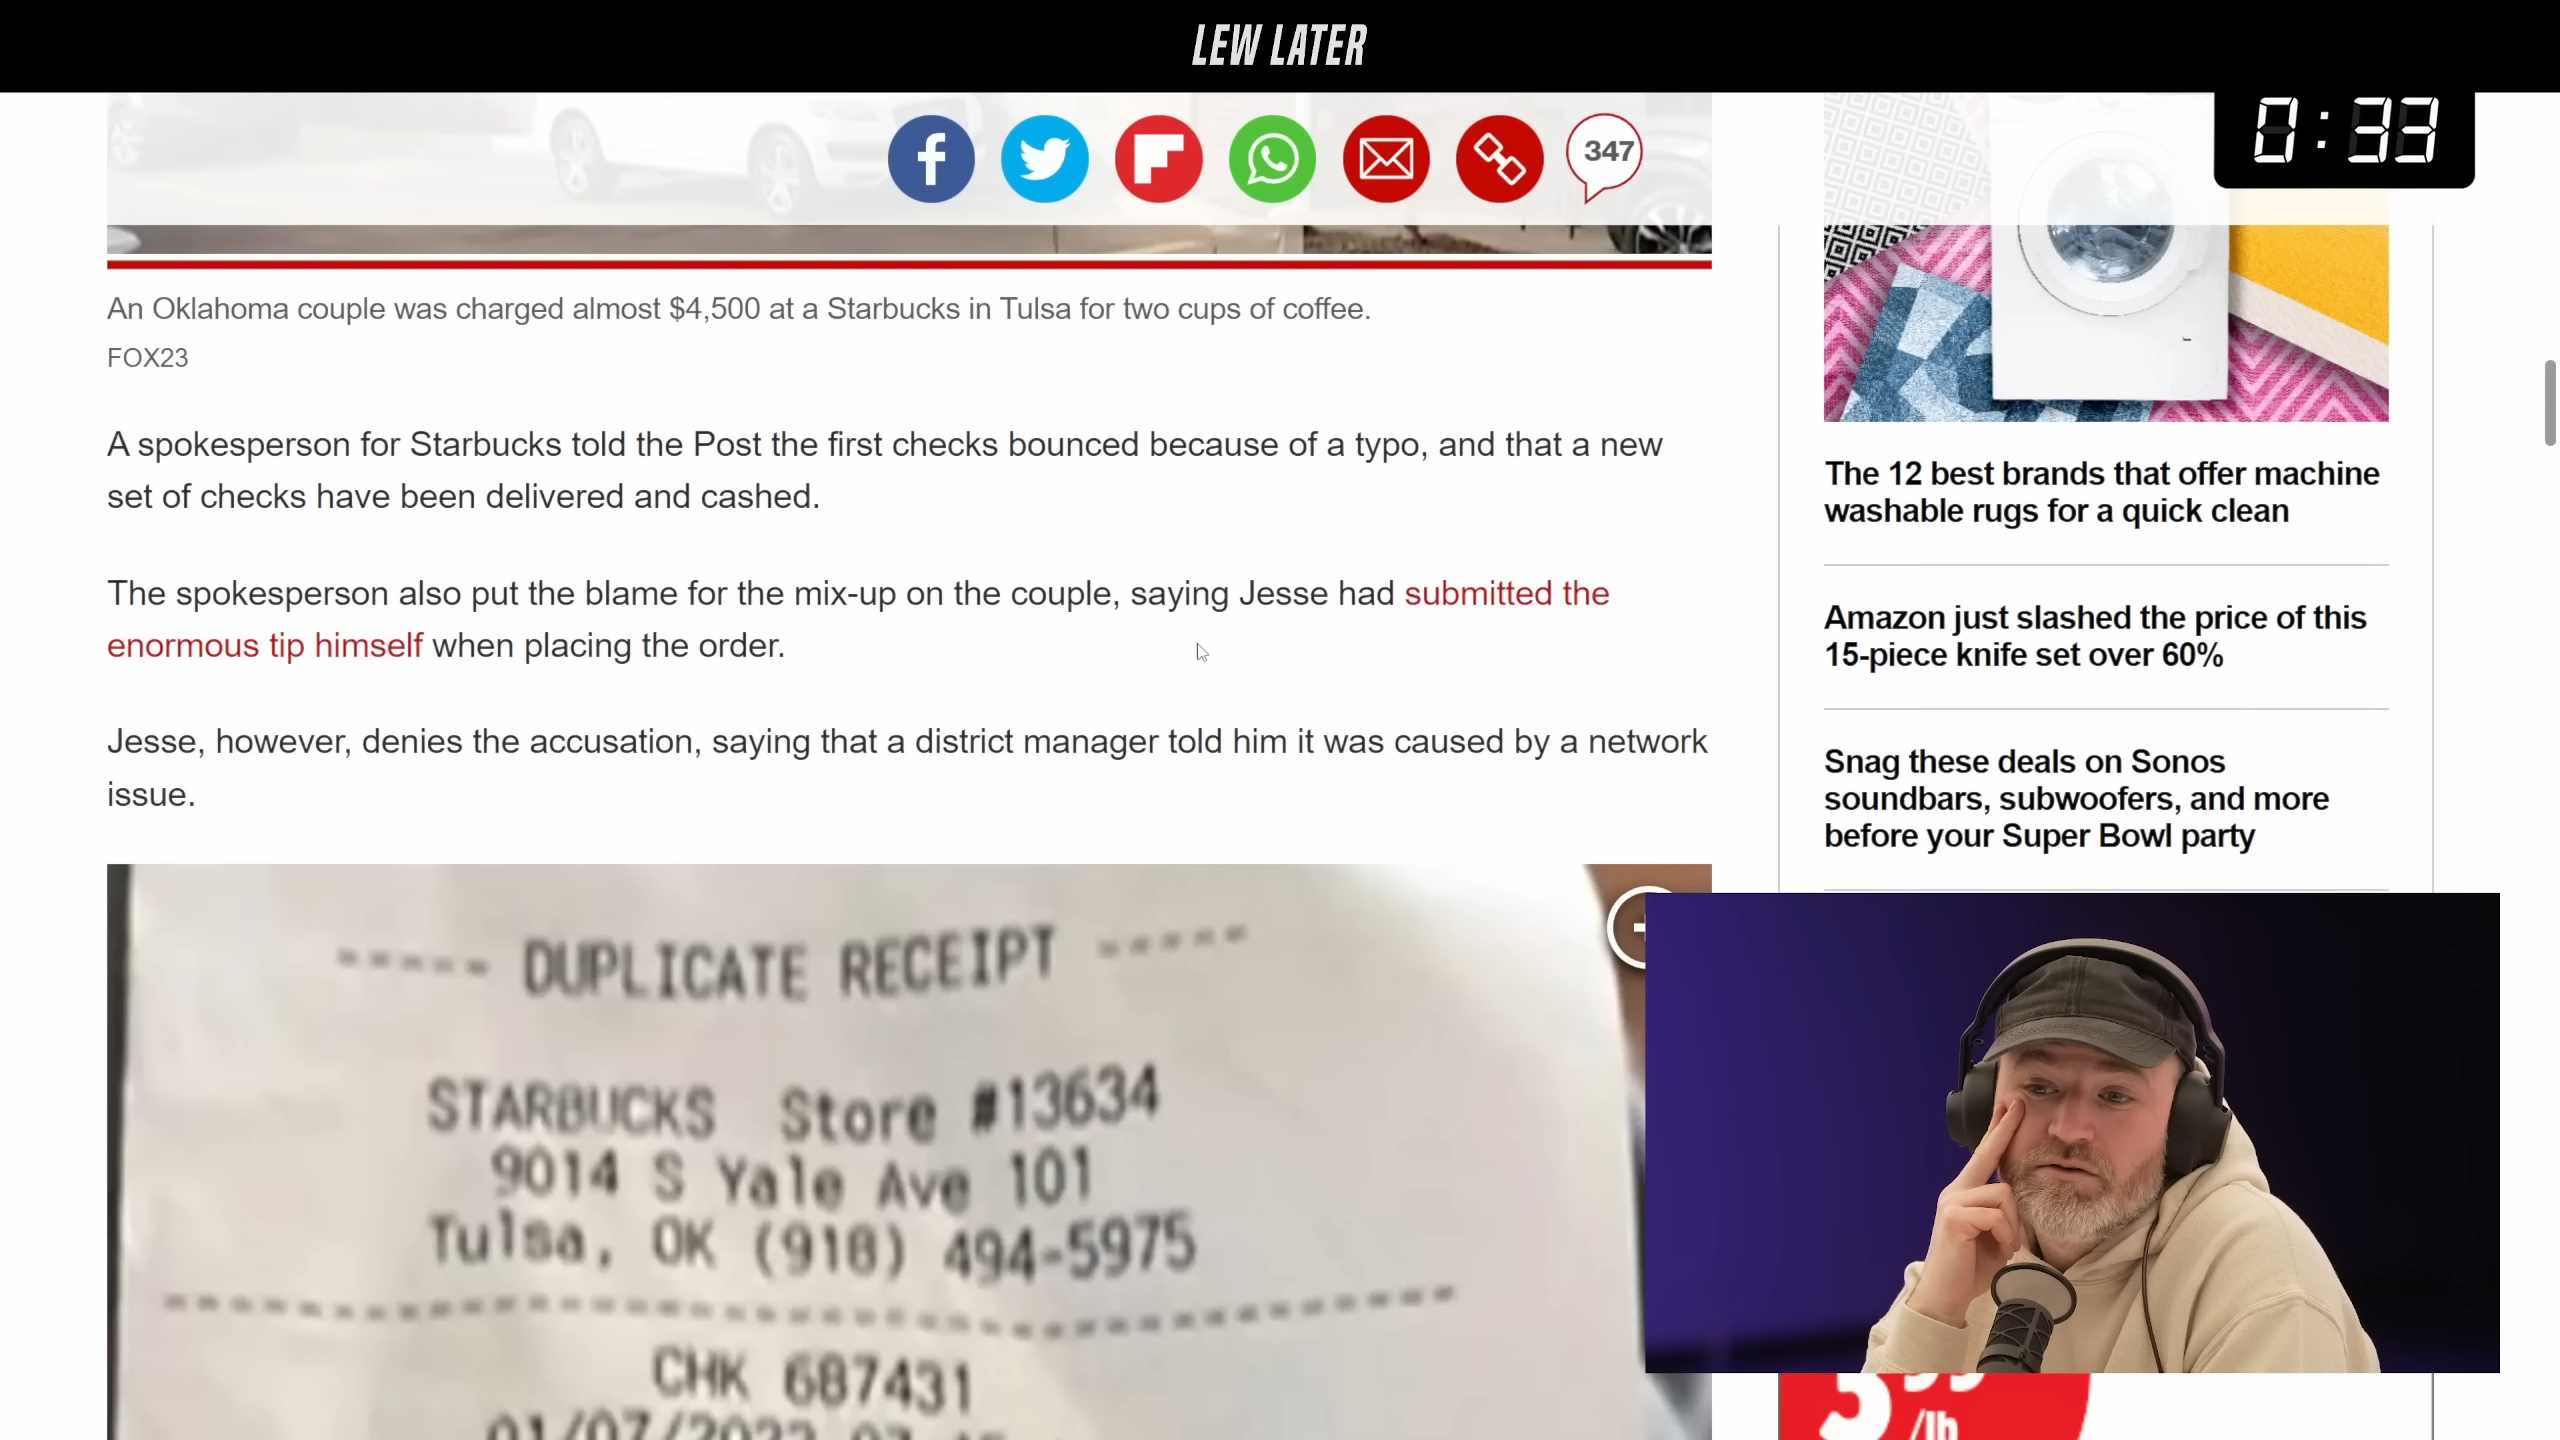 LEW LATER
0:33
347
An Oklahoma couple was charged almost $4,500 at a Starbucks in Tulsa for two cups of coffee.
FOX23
A spokesperson for Starbucks told the Post the first checks bounced because of a typo, and that a new
set of checks have been delivered and cashed.
The spokesperson also put the blame for the mix-up on the couple, saying Jesse had submitted the
enormous tip himself when placing the order.
Jesse, however, denies the accusation, saying that a district manager told him it was caused by a network
issue.
----- DUPLICATE RECEIPT -----
STARBUCKS Store #13634
9014 S Yale Ave 101
Tulsa, OK (918) 494-5975
CHK 687431
The 12 best brands that offer machine
washable rugs for a quick clean
Amazon just slashed the price of this
15-piece knife set over 60%
Snag these deals on Sonos
soundbars, subwoofers, and more
before your Super Bowl party
/lb